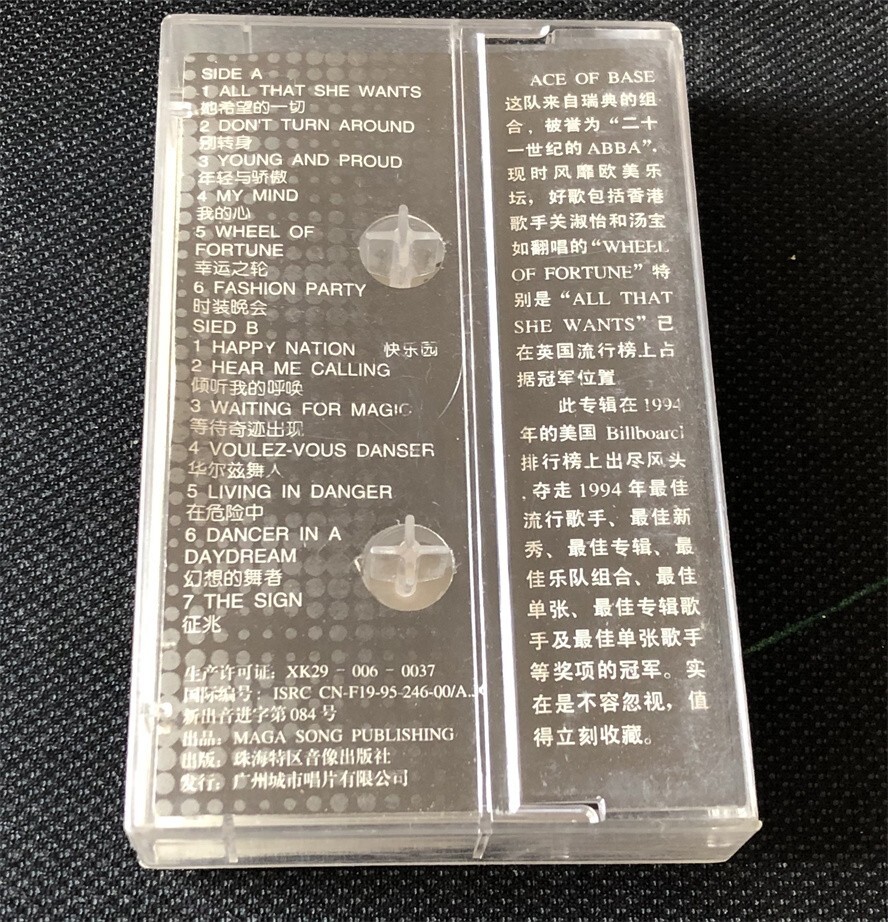 SIDE A
1 ALL THAT SHE WANTS
她希望的一切
2 DON'T TURN AROUND
别转身
3 YOUNG AND PROUD
年轻与骄傲
4 MY MIND
我的心
5 WHEEL OF
FORTUNE
幸运之轮
6 FASHION PARTY
时装晚会
SIED B
1 HAPPY NATION 快乐园
2 HEAR ME CALLING
倾听我的呼唤
3 WAITING FOR MAGIC
等待奇迹出现
4 VOULEZ-VOUS DANSER
华尔兹舞人
5 LIVING IN DANGER
在危险中
6 DANCER IN A
DAYDREAM
幻想的舞者
7 THE SIGN
征兆
生产许可证：XK29 - 006 - 0037
国际编号：ISRC CN-F19-95-246-00/A..
新出音进字第084号
出品：MAGA SONG PUBLISHING
出版：珠海特区音像出版社
发行：广州城市唱片有限公司
ACE OF BASE
这队来自瑞典的组
合，被誉为“二十
一世纪的ABBA”，
现时风靡欧美乐
坛，好歌包括香港
歌手关淑怡和汤宝
如翻唱的“WHEEL
OF FORTUNE”特
别是“ALL THAT
SHE WANTS”已
在英国流行榜上占
据冠军位置
此专辑在1994
年的美国 Billboard
排行榜上出尽风头
，夺走1994年最佳
流行歌手、最佳新
秀、最佳专辑、最
佳乐队组合、最佳
单张、最佳专辑歌
手及最佳单张歌手
等奖项的冠军。实
在是不容忽视，值
得立刻收藏。